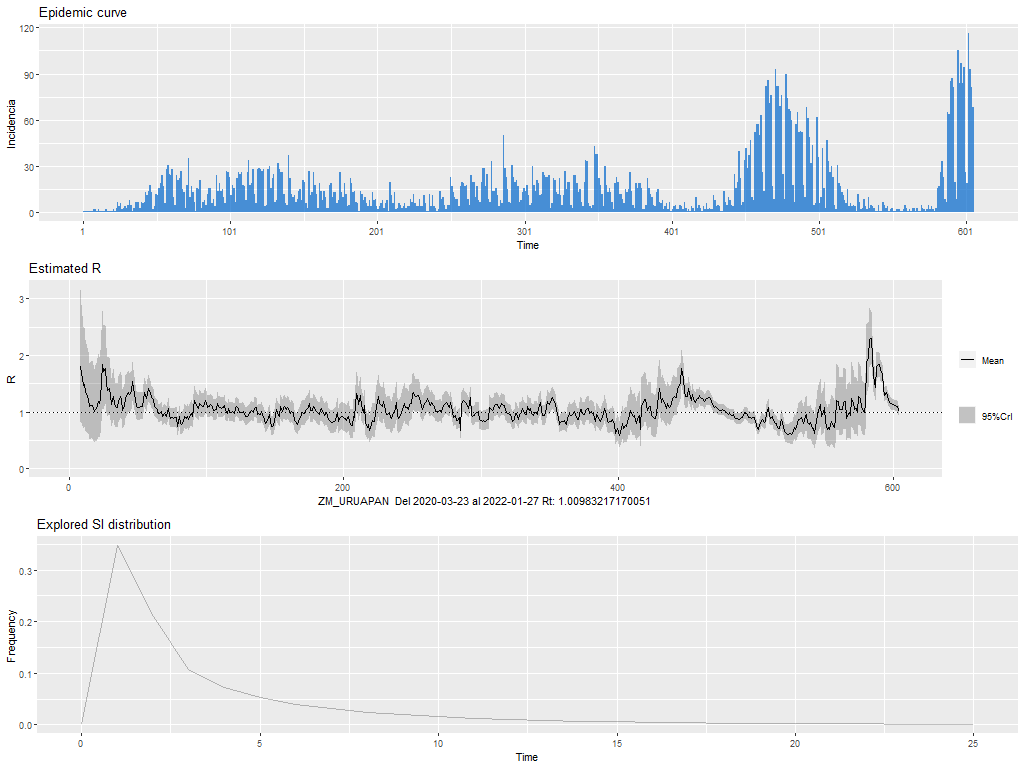 Epidemic curve
120
90
60
30
0
Incidencia
1
101
201
301
401
501
601
Time
Estimated R
3
2
1
0
R
0
200
400
600
ZM_URUAPAN Del 2020-03-23 al 2022-01-27 Rt: 1.00983217170051
Mean
95%CrI
Explored SI distribution
0.3
0.2
0.1
0.0
Frequency
0
5
10
15
20
25
Time